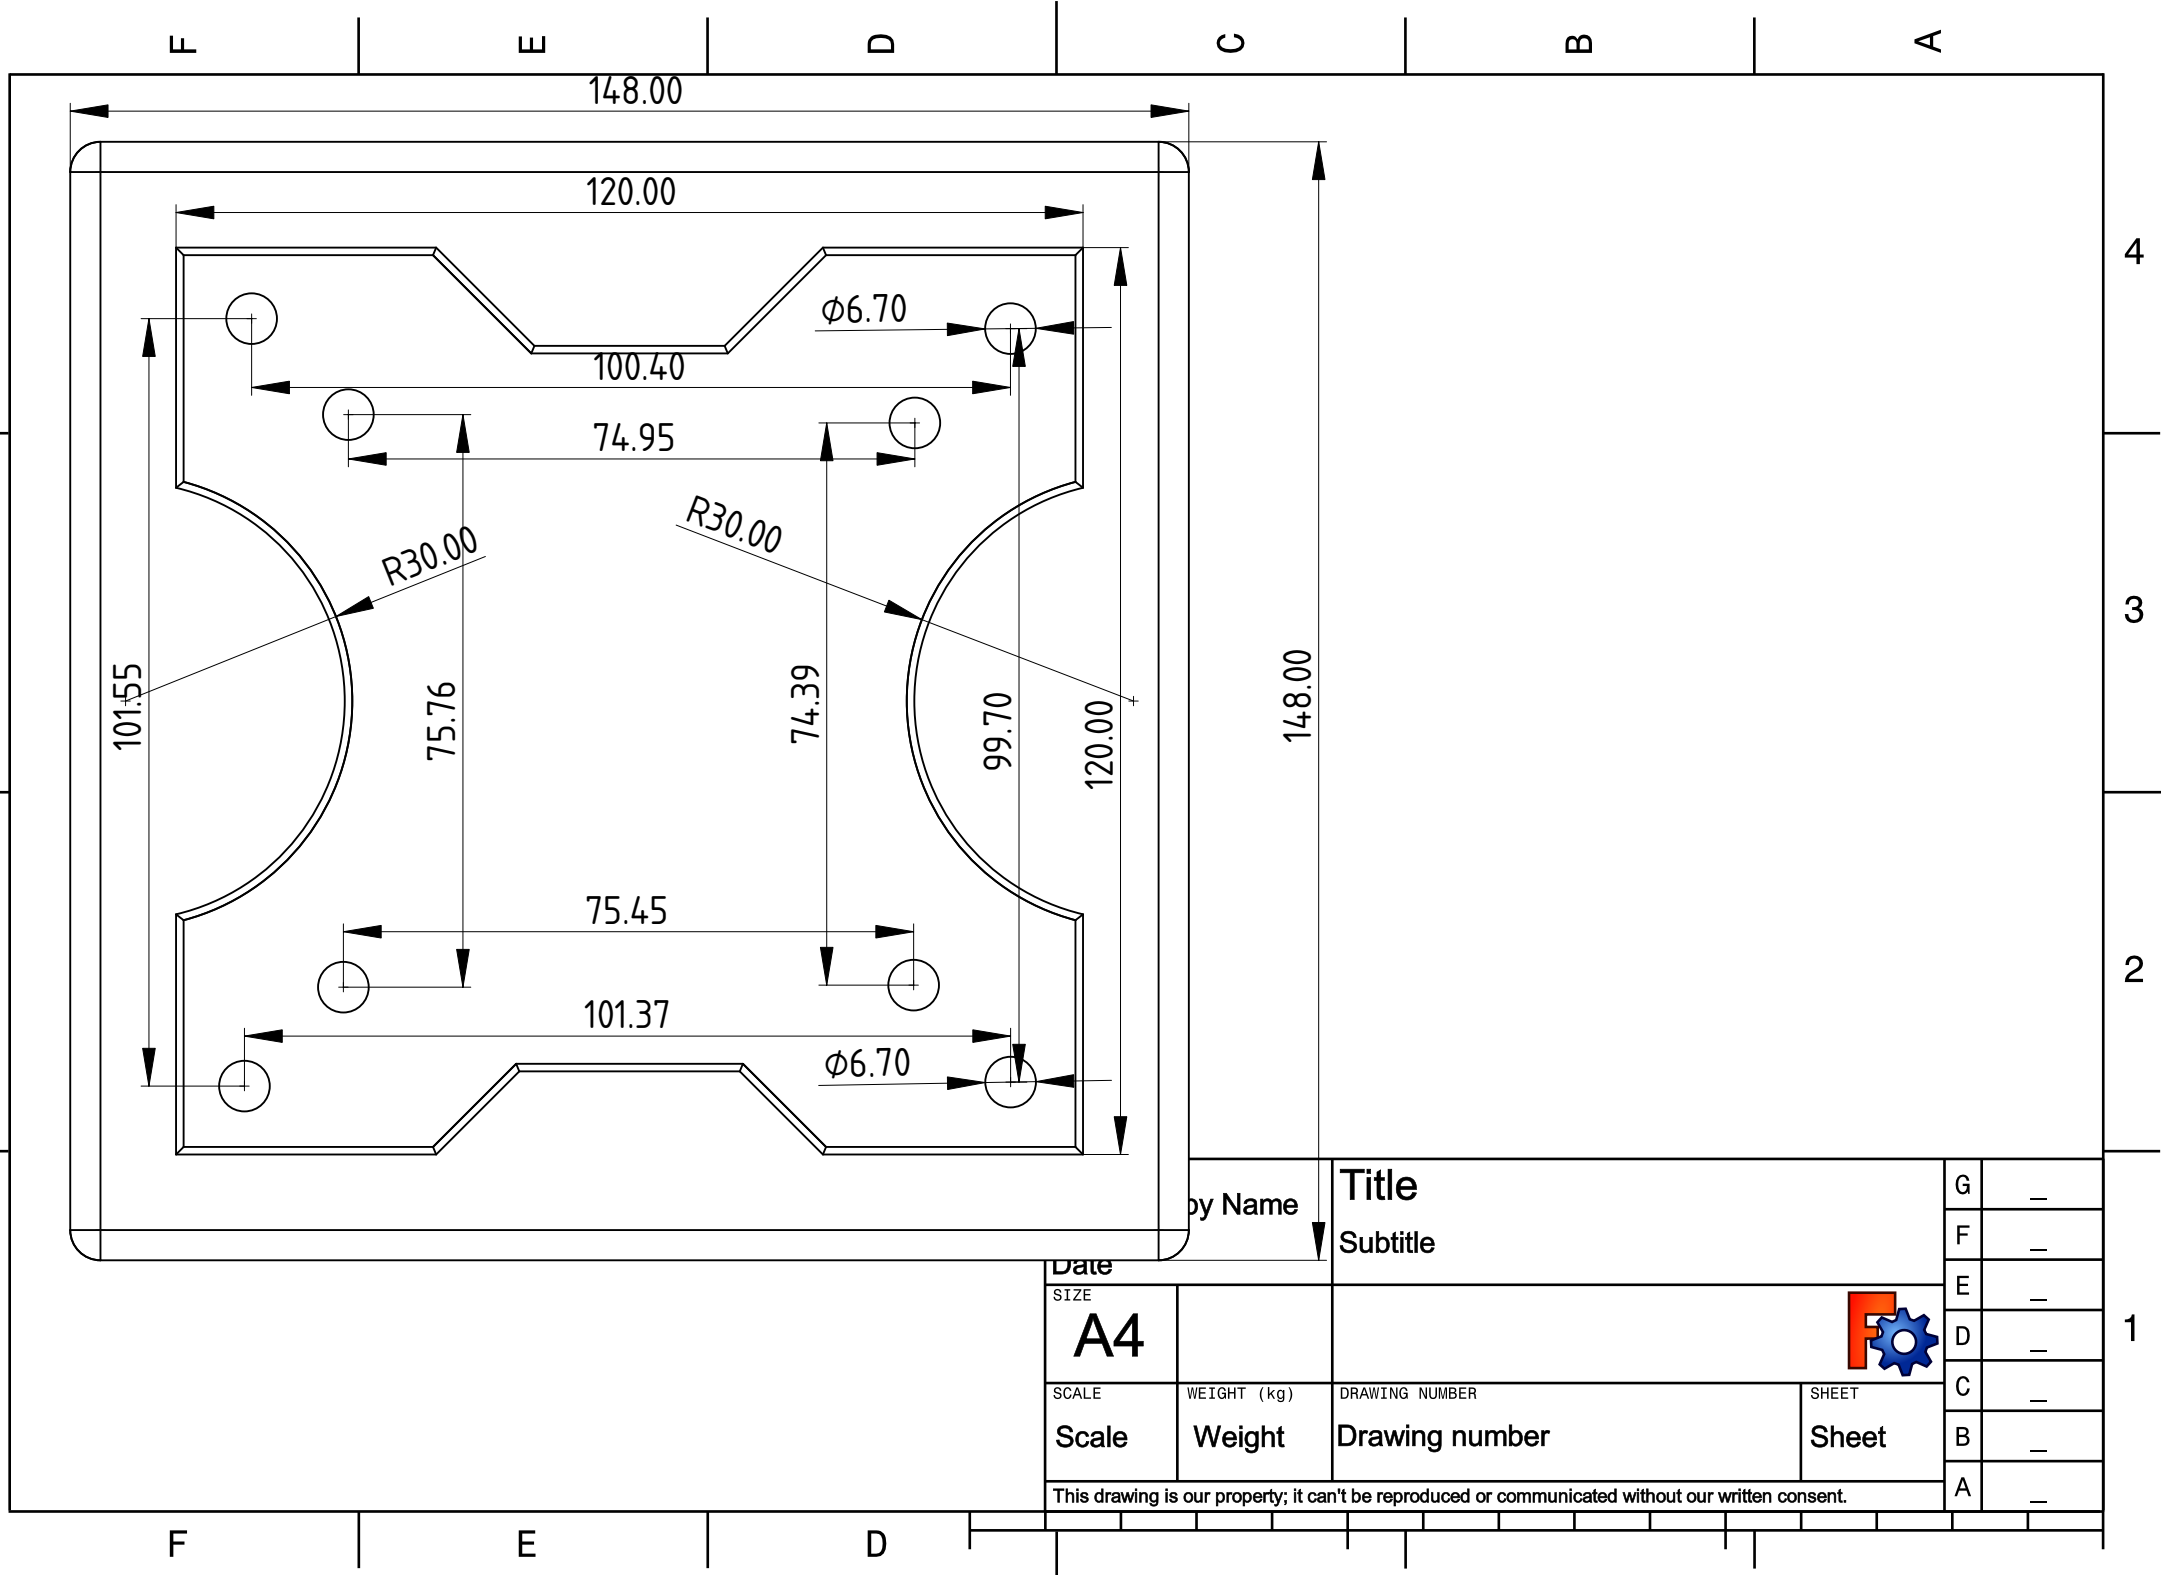 F E D C B A
148.00
120.00
4
Φ6.70
100.40
74.95
R30.00
R30.00
3
101.55
75.76
74.39
99.70
120.00
148.00
75.45
2
101.37
Φ6.70
by Name
Date
Title
Subtitle
SIZE
A4
SCALE
Scale
WEIGHT (kg)
Weight
DRAWING NUMBER
Drawing number
SHEET
Sheet
This drawing is our property; it can't be reproduced or communicated without our written consent.
G _
F _
E _
D _
C _
B _
A _
1
F E D